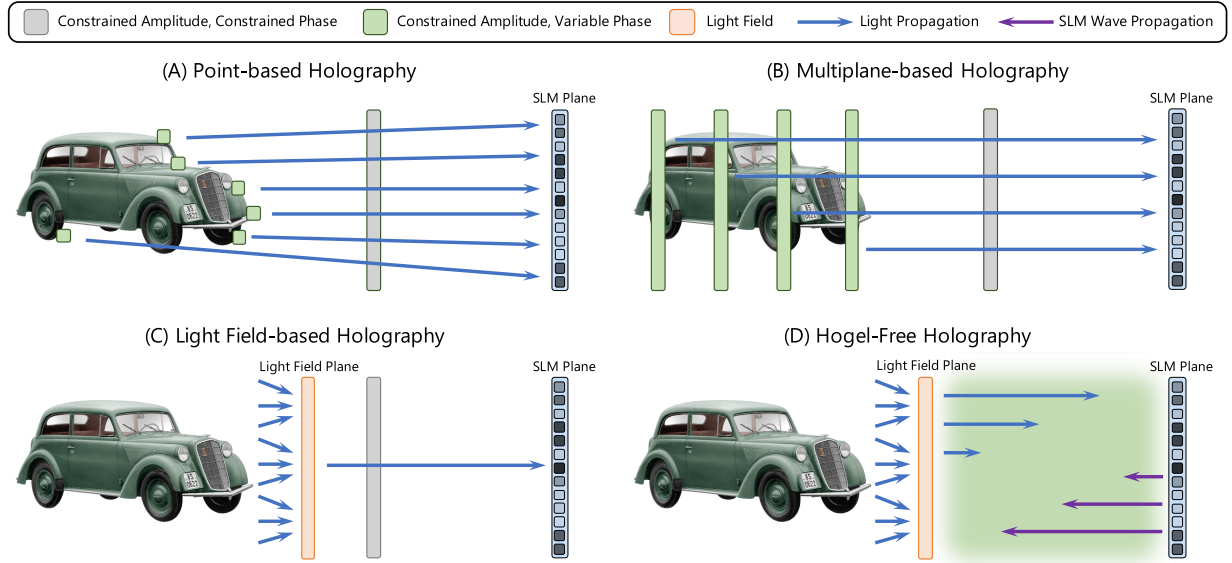 Constrained Amplitude, Constrained Phase
Constrained Amplitude, Variable Phase
Light Field
Light Propagation
SLM Wave Propagation
(A) Point-based Holography
(B) Multiplane-based Holography
SLM Plane
SLM Plane
(C) Light Field-based Holography
(D) Hogel-Free Holography
Light Field Plane
SLM Plane
Light Field Plane
SLM Plane